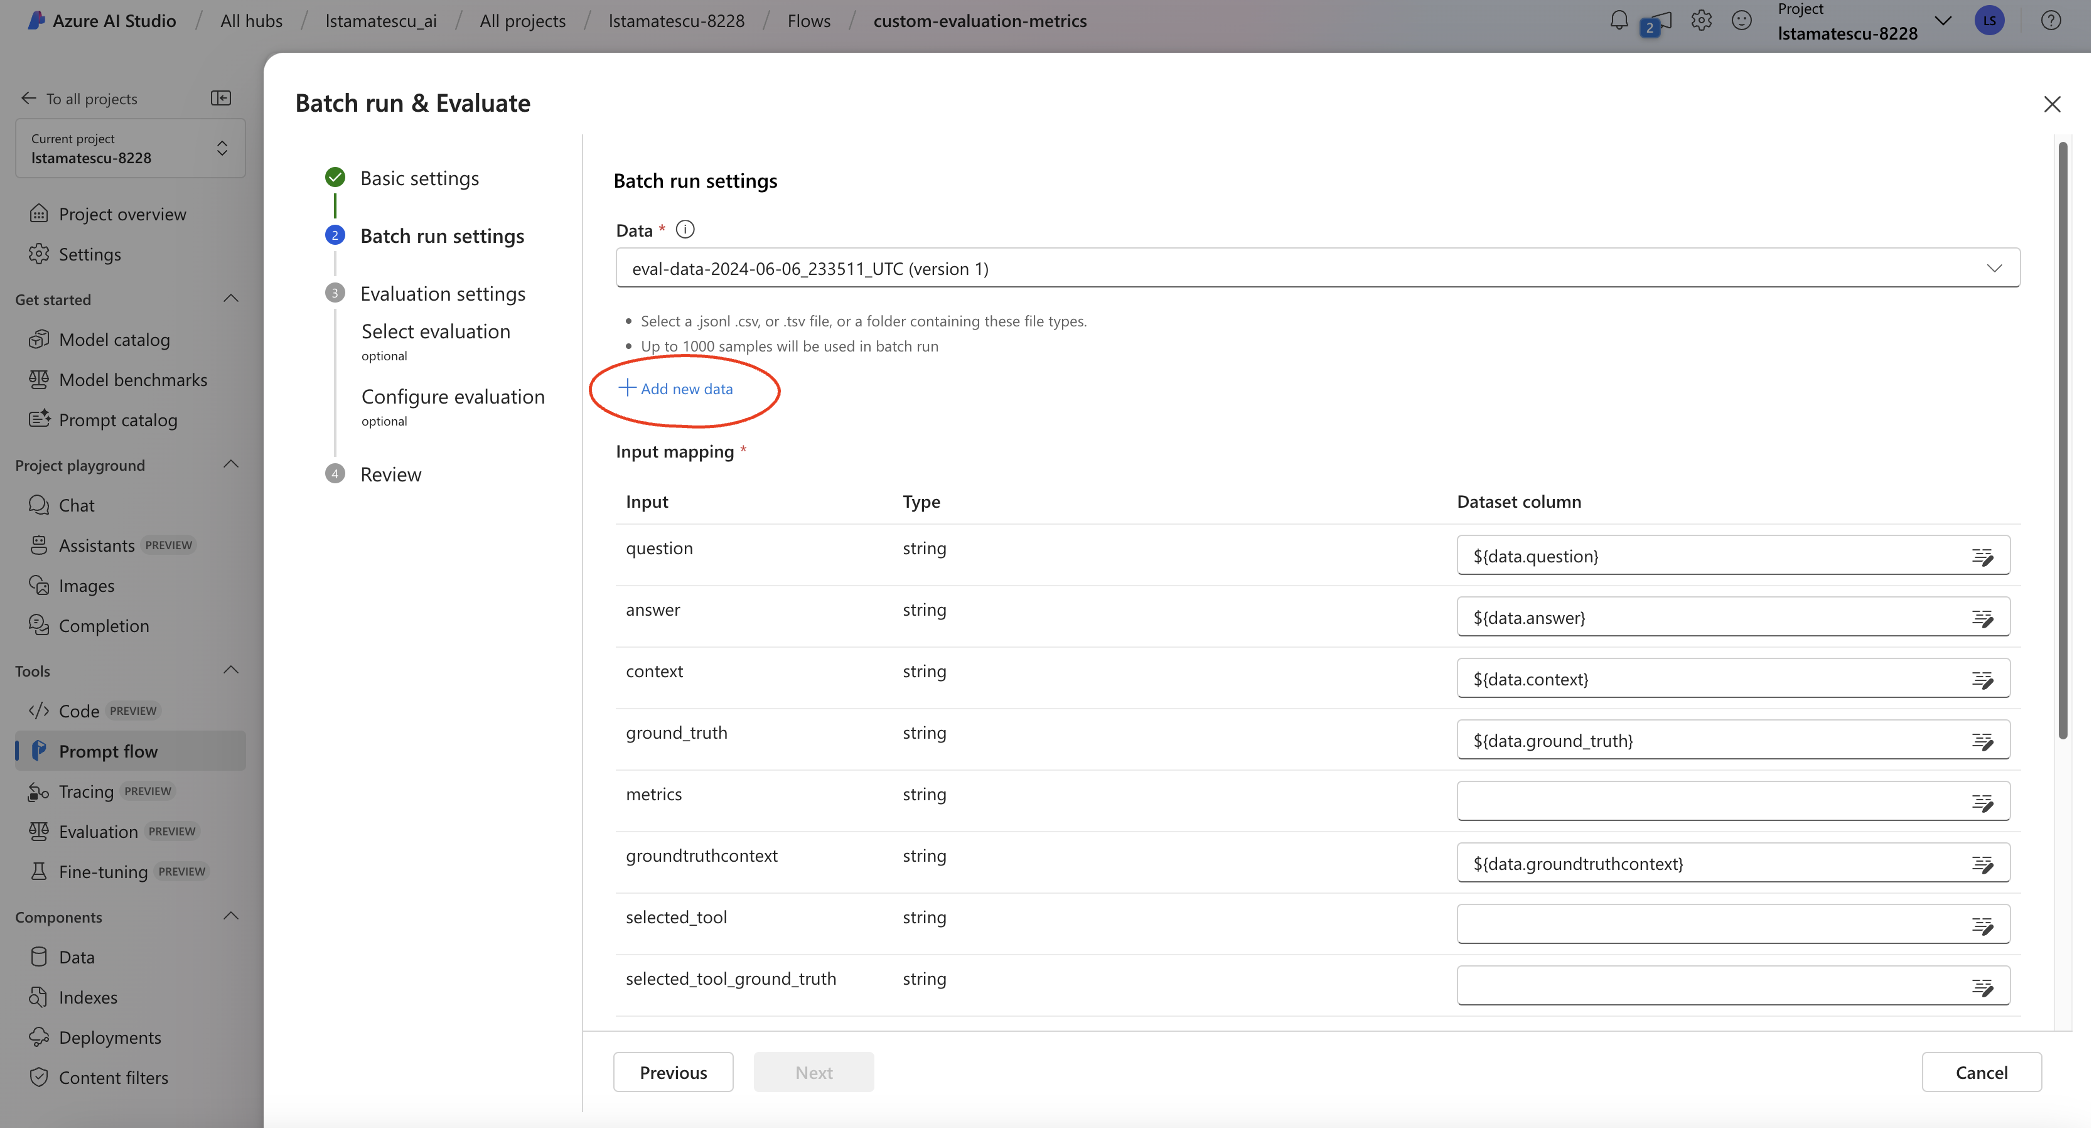 Azure AI Studio / All hubs / lstamatescu_ai / All projects / lstamatescu-8228 / Flows / custom-evaluation-metrics
2
Project
lstamatescu-8228
LS
To all projects
Current project
lstamatescu-8228
Project overview
Settings
Get started
Model catalog
Model benchmarks
Prompt catalog
Project playground
Chat
Assistants PREVIEW
Images
Completion
Tools
Code PREVIEW
Prompt flow
Tracing PREVIEW
Evaluation PREVIEW
Fine-tuning PREVIEW
Components
Data
Indexes
Deployments
Content filters
Batch run & Evaluate
Basic settings
2 Batch run settings
3 Evaluation settings
Select evaluation
optional
Configure evaluation
optional
4 Review
Batch run settings
Data *
eval-data-2024-06-06_233511_UTC (version 1)
• Select a .jsonl .csv, or .tsv file, or a folder containing these file types.
• Up to 1000 samples will be used in batch run
+ Add new data
Input mapping *
Input Type Dataset column
question string ${data.question}
answer string ${data.answer}
context string ${data.context}
ground_truth string ${data.ground_truth}
metrics string
groundtruthcontext string ${data.groundtruthcontext}
selected_tool string
selected_tool_ground_truth string
Previous Next Cancel